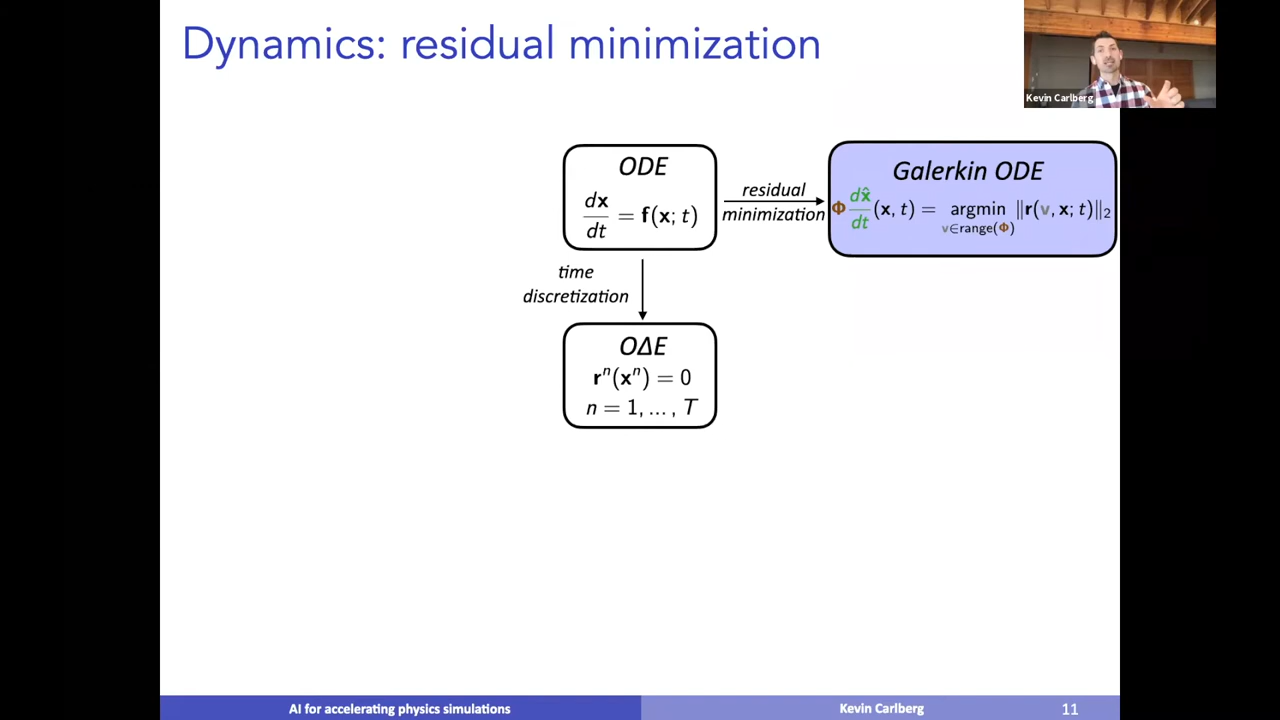 Dynamics: residual minimization
Kevin Carlberg
ODE
dx/dt = f(x; t)
residual
minimization
Galerkin ODE
Φ dx̂/dt (x, t) = argmin ‖r(v, x; t)‖₂
v∈range(Φ)
time
discretization
OΔE
rⁿ(xⁿ) = 0
n = 1, … , T
AI for accelerating physics simulations
Kevin Carlberg
11